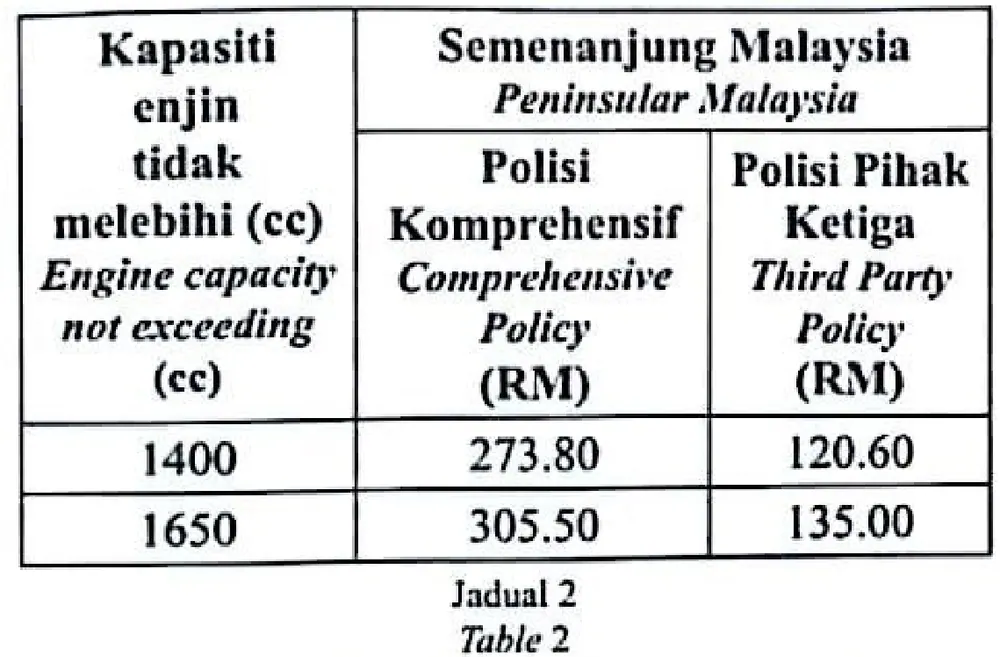 Kapasiti
enjin
tidak
melebihi (cc)
Engine capacity
not exceeding
(cc)
Semenanjung Malaysia
Peninsular Malaysia
Polisi
Komprehensif
Comprehensive
Policy
(RM)
Polisi Pihak
Ketiga
Third Party
Policy
(RM)
1400 273.80 120.60
1650 305.50 135.00
Jadual 2
Table 2